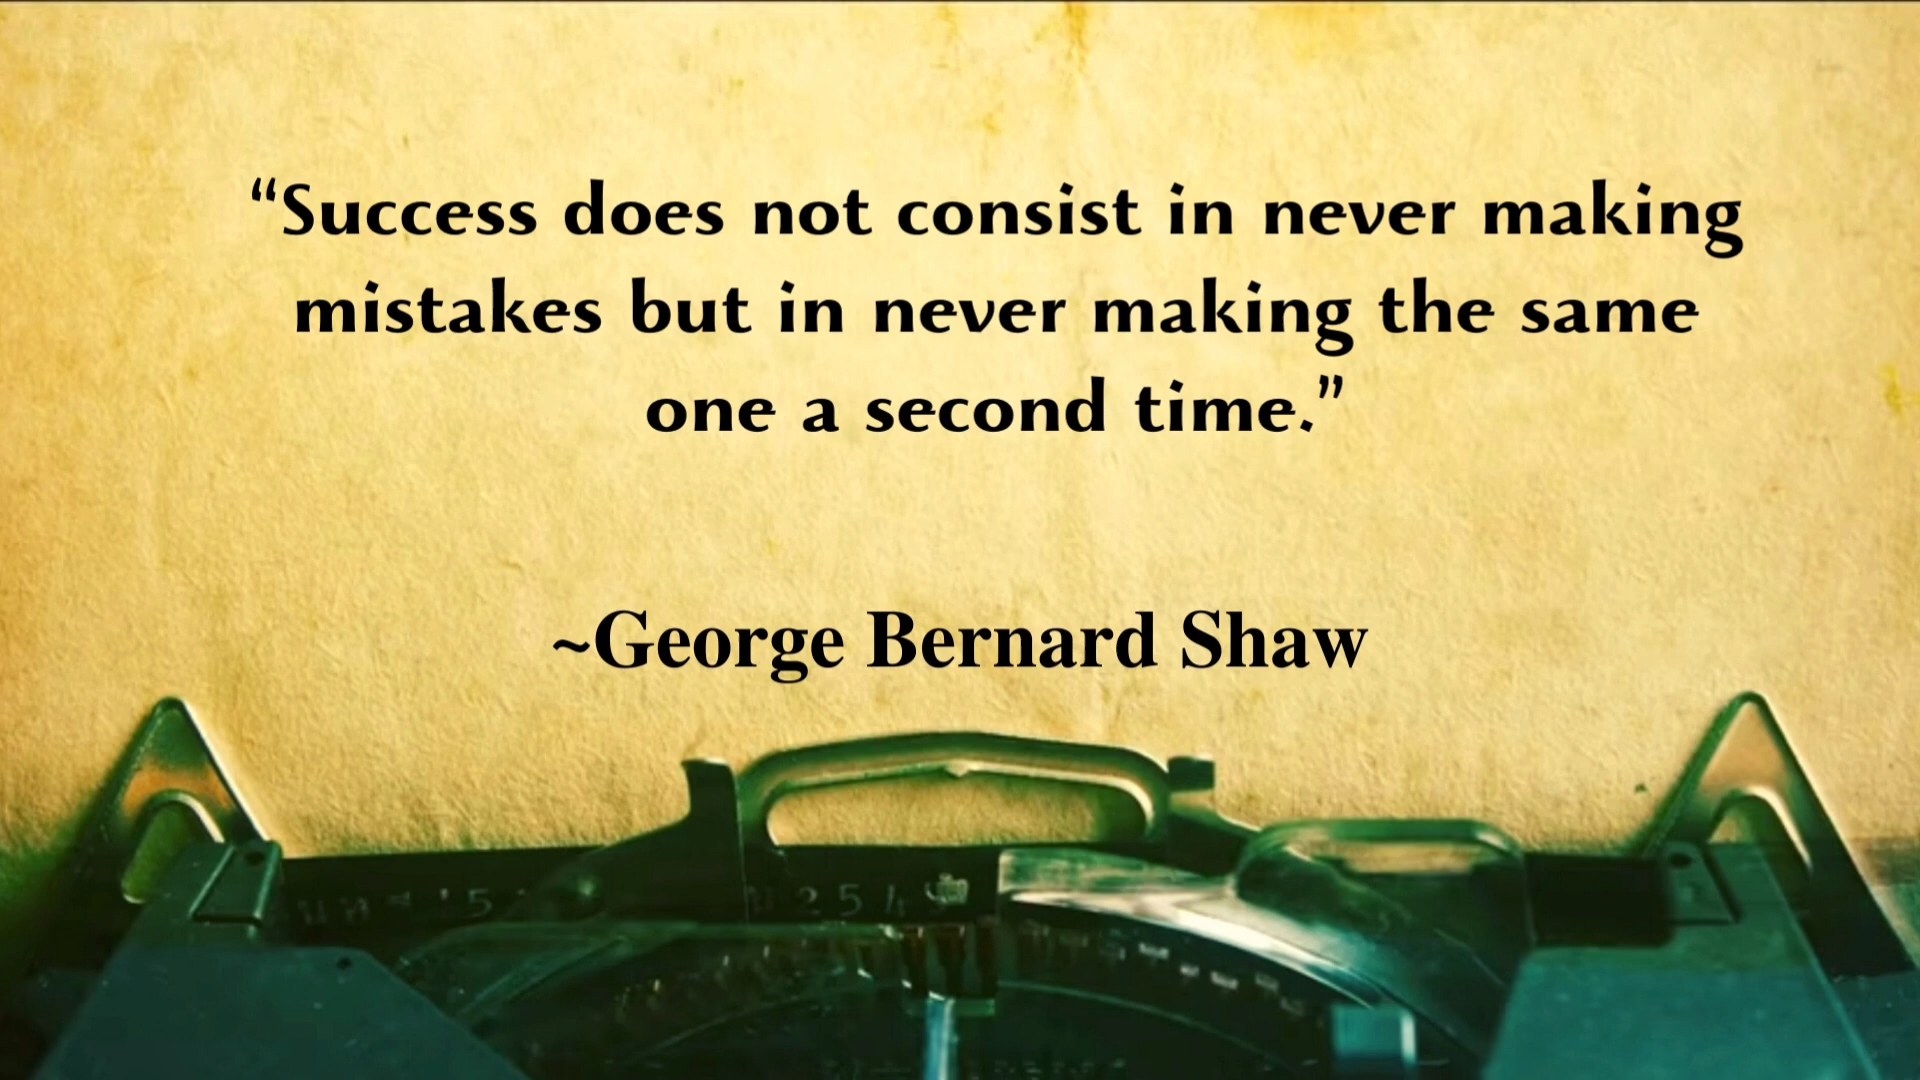 “Success does not consist in never making
mistakes but in never making the same
one a second time.”
~George Bernard Shaw